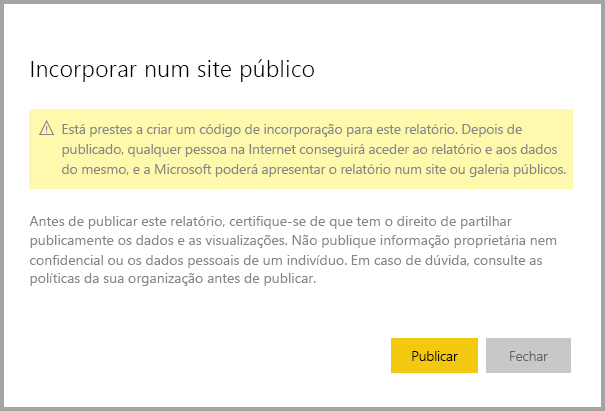 Incorporar num site público
Está prestes a criar um código de incorporação para este relatório. Depois de
publicado, qualquer pessoa na Internet conseguirá aceder ao relatório e aos dados
do mesmo, e a Microsoft poderá apresentar o relatório num site ou galeria públicos.
Antes de publicar este relatório, certifique-se de que tem o direito de partilhar
publicamente os dados e as visualizações. Não publique informação proprietária nem
confidencial ou os dados pessoais de um indivíduo. Em caso de dúvida, consulte as
políticas da sua organização antes de publicar.
Publicar
Fechar